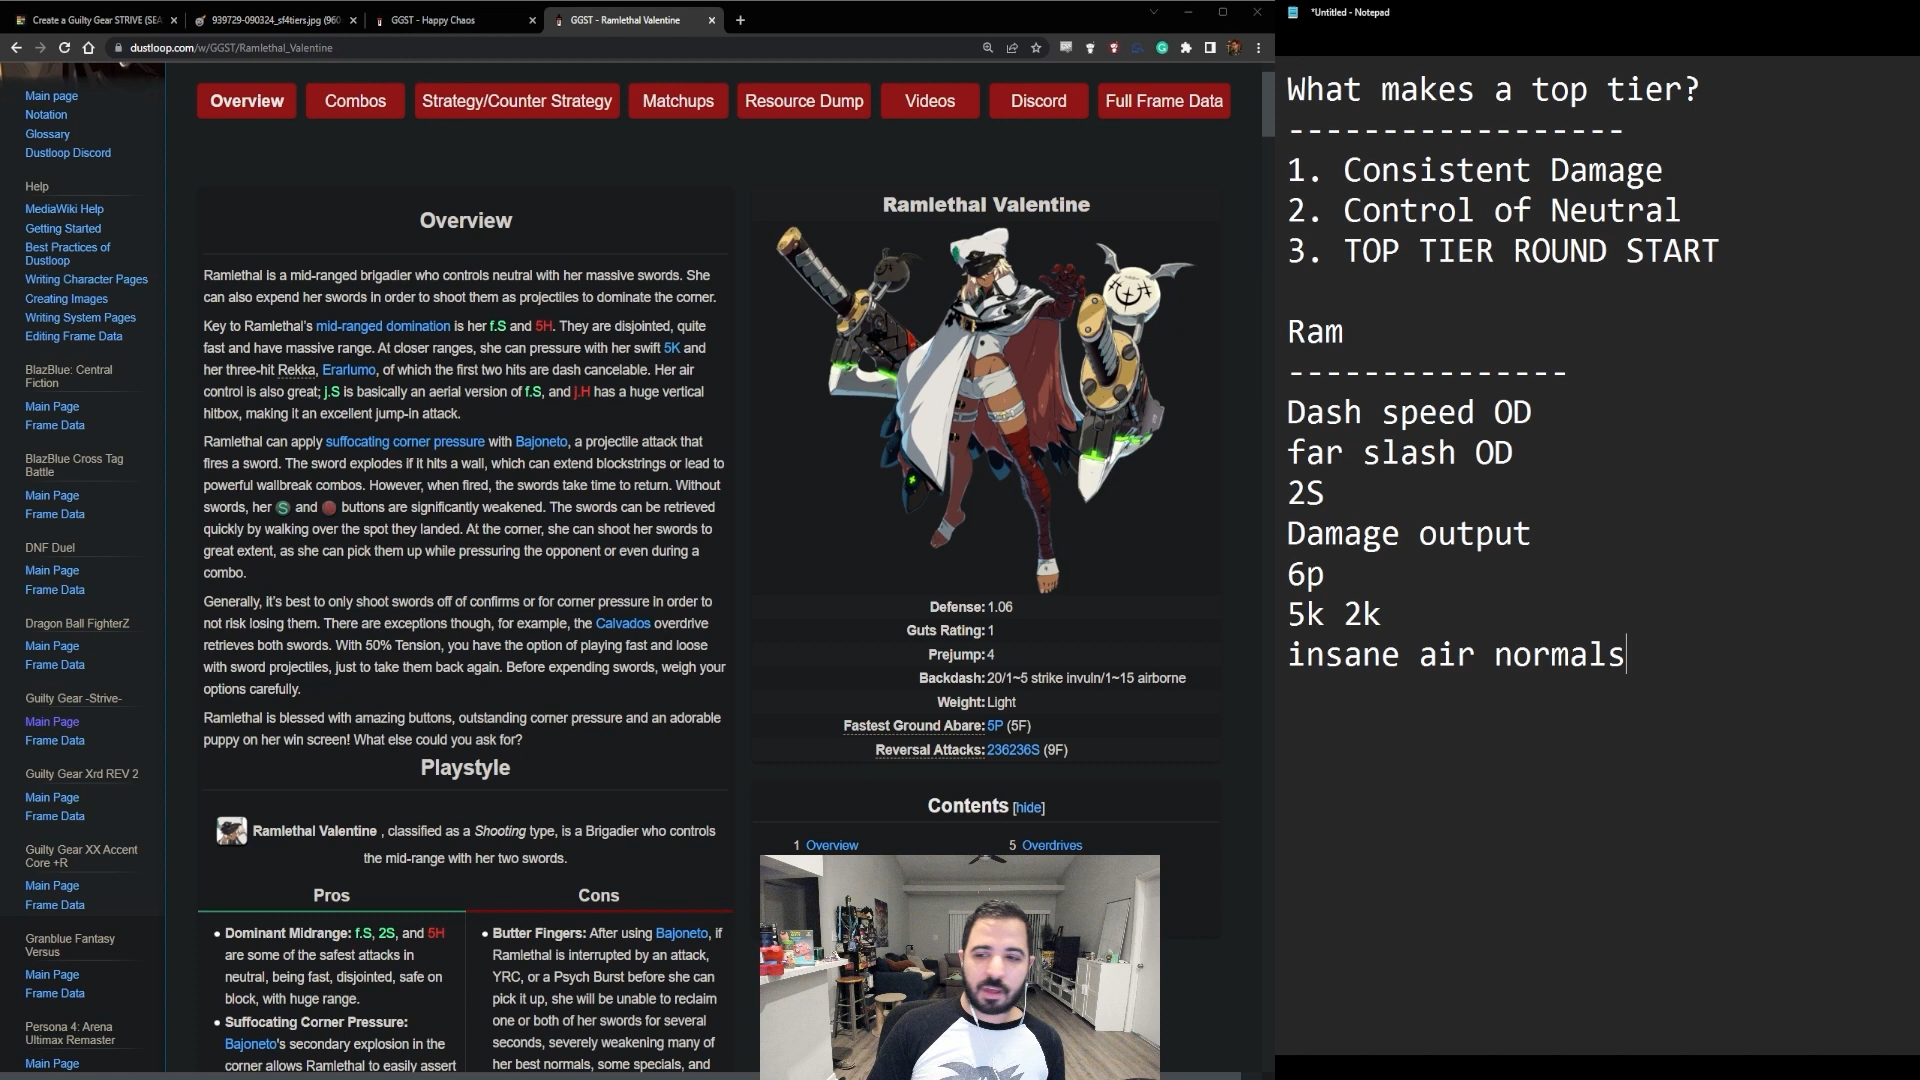 Create a Guilty Gear STRIVE (SEA
939729-090324_sf4tiers.jpg (960
GGST - Happy Chaos
GGST - Ramlethal Valentine
*Untitled - Notepad
dustloop.com/w/GGST/Ramlethal_Valentine
Main page
Notation
Glossary
Dustloop Discord
Help
MediaWiki Help
Getting Started
Best Practices of
Dustloop
Writing Character Pages
Creating Images
Writing System Pages
Editing Frame Data
BlazBlue: Central
Fiction
Main Page
Frame Data
BlazBlue Cross Tag
Battle
Main Page
Frame Data
DNF Duel
Main Page
Frame Data
Dragon Ball FighterZ
Main Page
Frame Data
Guilty Gear -Strive-
Main Page
Frame Data
Guilty Gear Xrd REV 2
Main Page
Frame Data
Guilty Gear XX Accent
Core +R
Main Page
Frame Data
Granblue Fantasy
Versus
Main Page
Frame Data
Persona 4: Arena
Ultimax Remaster
Main Page
Overview
Combos
Strategy/Counter Strategy
Matchups
Resource Dump
Videos
Discord
Full Frame Data
Overview
Ramlethal is a mid-ranged brigadier who controls neutral with her massive swords. She
can also expend her swords in order to shoot them as projectiles to dominate the corner.
Key to Ramlethal's mid-ranged domination is her f.S and 5H. They are disjointed, quite
fast and have massive range. At closer ranges, she can pressure with her swift 5K and
her three-hit Rekka, Erarlumo, of which the first two hits are dash cancelable. Her air
control is also great; j.S is basically an aerial version of f.S, and j.H has a huge vertical
hitbox, making it an excellent jump-in attack.
Ramlethal can apply suffocating corner pressure with Bajoneto, a projectile attack that
fires a sword. The sword explodes if it hits a wall, which can extend blockstrings or lead to
powerful wallbreak combos. However, when fired, the swords take time to return. Without
swords, her S and buttons are significantly weakened. The swords can be retrieved
quickly by walking over the spot they landed. At the corner, she can shoot her swords to
great extent, as she can pick them up while pressuring the opponent or even during a
combo.
Generally, it's best to only shoot swords off of confirms or for corner pressure in order to
not risk losing them. There are exceptions though, for example, the Calvados overdrive
retrieves both swords. With 50% Tension, you have the option of playing fast and loose
with sword projectiles, just to take them back again. Before expending swords, weigh your
options carefully.
Ramlethal is blessed with amazing buttons, outstanding corner pressure and an adorable
puppy on her win screen! What else could you ask for?
Playstyle
Ramlethal Valentine , classified as a Shooting type, is a Brigadier who controls
the mid-range with her two swords.
Pros
• Dominant Midrange: f.S, 2S, and 5H
are some of the safest attacks in
neutral, being fast, disjointed, safe on
block, with huge range.
• Suffocating Corner Pressure:
Bajoneto's secondary explosion in the
corner allows Ramlethal to easily assert
Cons
• Butter Fingers: After using Bajoneto, if
Ramlethal is interrupted by an attack,
YRC, or a Psych Burst before she can
pick it up, she will be unable to reclaim
one or both of her swords for several
seconds, severely weakening many of
her best normals, some specials, and
Ramlethal Valentine
Defense: 1.06
Guts Rating: 1
Prejump: 4
Backdash: 20/1~5 strike invuln/1~15 airborne
Weight: Light
Fastest Ground Abare: 5P (5F)
Reversal Attacks: 236236S (9F)
Contents [hide]
1 Overview
5 Overdrives
What makes a top tier?
------------------
1. Consistent Damage
2. Control of Neutral
3. TOP TIER ROUND START
Ram
---------------
Dash speed OD
far slash OD
2S
Damage output
6p
5k 2k
insane air normals